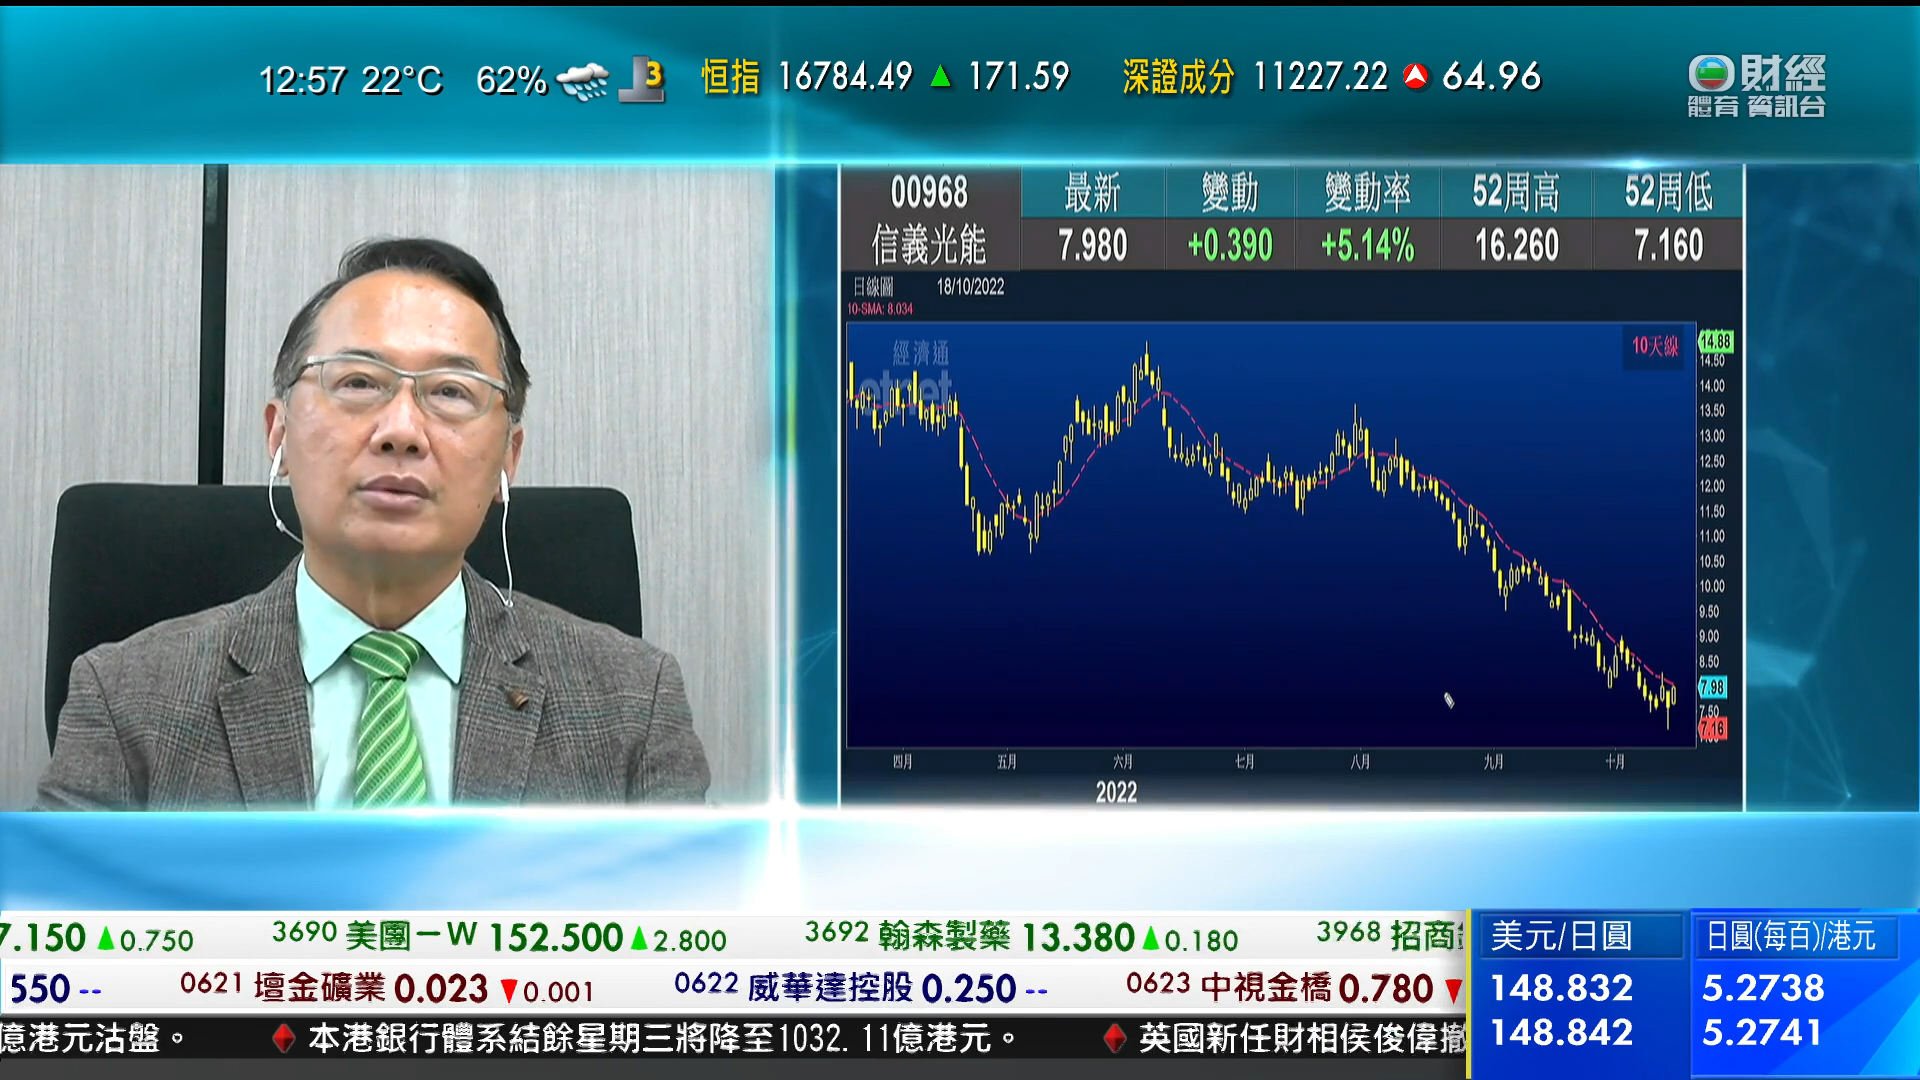 12:57 22°C 62% 3 恒指 16784.49 ▲ 171.59 深證成分 11227.22 64.96
財經
體育 資訊台
00968 最新 變動 變動率 52周高 52周低
信義光能 7.980 +0.390 +5.14% 16.260 7.160
日線圖 18/10/2022
10-SMA: 8.034
經濟通
etnet
10天線
14.88
14.50
14.00
13.50
13.00
12.50
12.00
11.50
11.00
10.50
10.00
9.50
9.00
8.50
7.98
7.50
7.16
四月 五月 六月 七月 八月 九月 十月
2022
7.150 ▲0.750 3690 美團－W 152.500 ▲2.800 3692 翰森製藥 13.380 ▲0.180 3968 招商
550 -- 0621 壇金礦業 0.023 ▼0.001 0622 威華達控股 0.250 -- 0623 中視金橋 0.780 ▼
億港元沽盤。 本港銀行體系結餘星期三將降至1032.11億港元。 英國新任財相侯俊偉撤
美元/日圓 日圓(每百)/港元
148.832 5.2738
148.842 5.2741